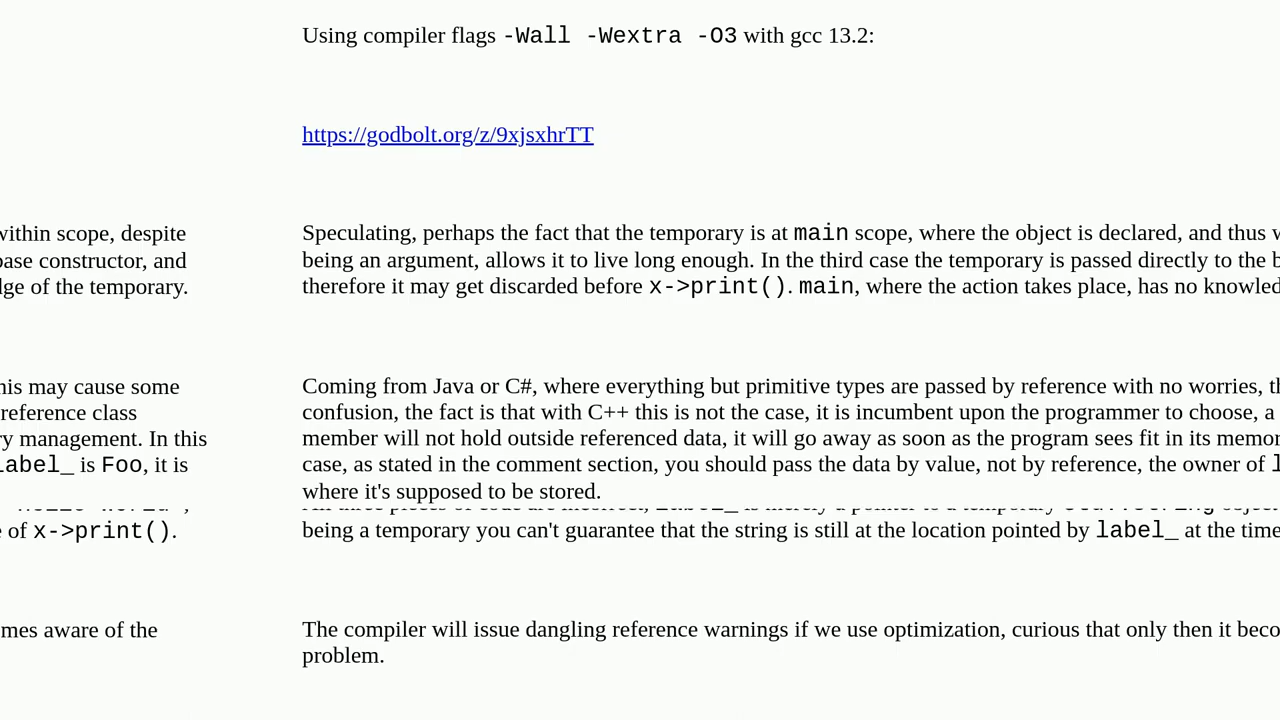 Using compiler flags -Wall -Wextra -O3 with gcc 13.2:
https://godbolt.org/z/9xjsxhrTT
within scope, despite
base constructor, and
of the temporary.
Speculating, perhaps the fact that the temporary is at main scope, where the object is declared, and thus
being an argument, allows it to live long enough. In the third case the temporary is passed directly to the
therefore it may get discarded before x->print(). main, where the action takes place, has no
may cause some
reference class
management. In this
label_ is Foo, it is
Coming from Java or C#, where everything but primitive types are passed by reference with no worries,
confusion, the fact is that with C++ this is not the case, it is incumbent upon the programmer to choose, a
member will not hold outside referenced data, it will go away as soon as the program sees fit in its
case, as stated in the comment section, you should pass the data by value, not by reference, the owner of
where it's supposed to be stored.
of x->print().
being a temporary you can't guarantee that the string is still at the location pointed by label_ at the time
aware of the
The compiler will issue dangling reference warnings if we use optimization, curious that only then it
problem.